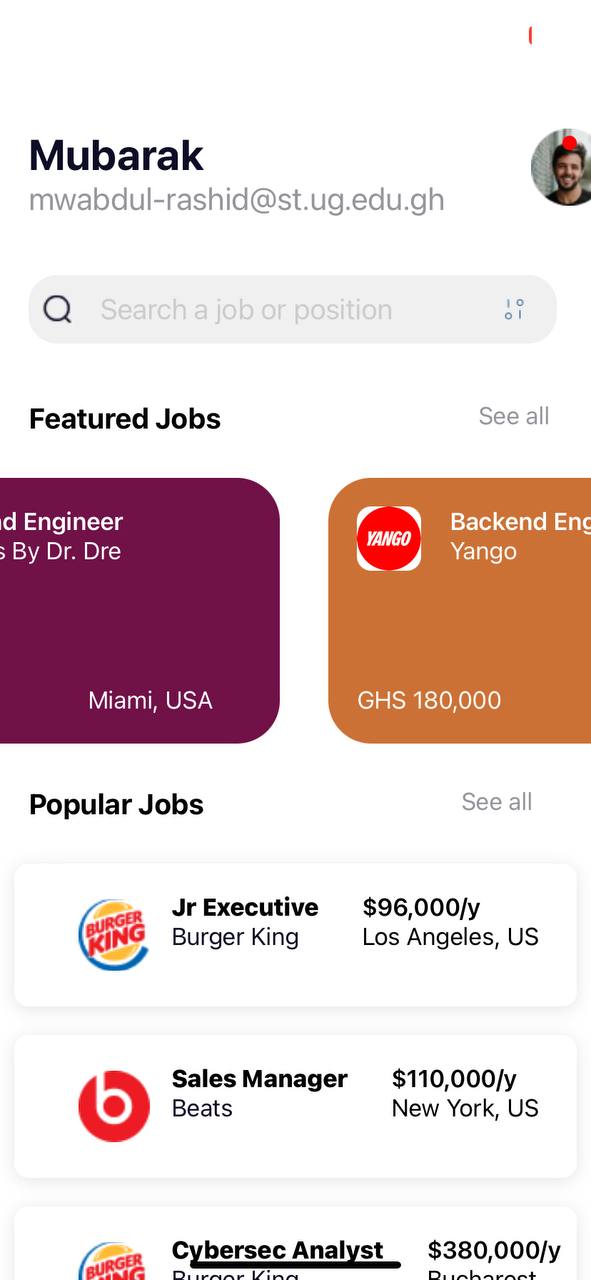 Mubarak
mwabdul-rashid@st.ug.edu.gh
Search a job or position
Featured Jobs
See all
d Engineer
s By Dr. Dre
Miami, USA
YANGO
Backend Eng
Yango
GHS 180,000
Popular Jobs
See all
BURGER
KING
Jr Executive
Burger King
$96,000/y
Los Angeles, US
b
Sales Manager
Beats
$110,000/y
New York, US
BURGER
KING
Cybersec Analyst
Burger King
$380,000/y
Bucharest